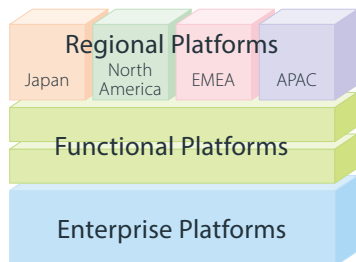 Regional Platforms
Japan
North
America
EMEA
APAC
Functional Platforms
Enterprise Platforms